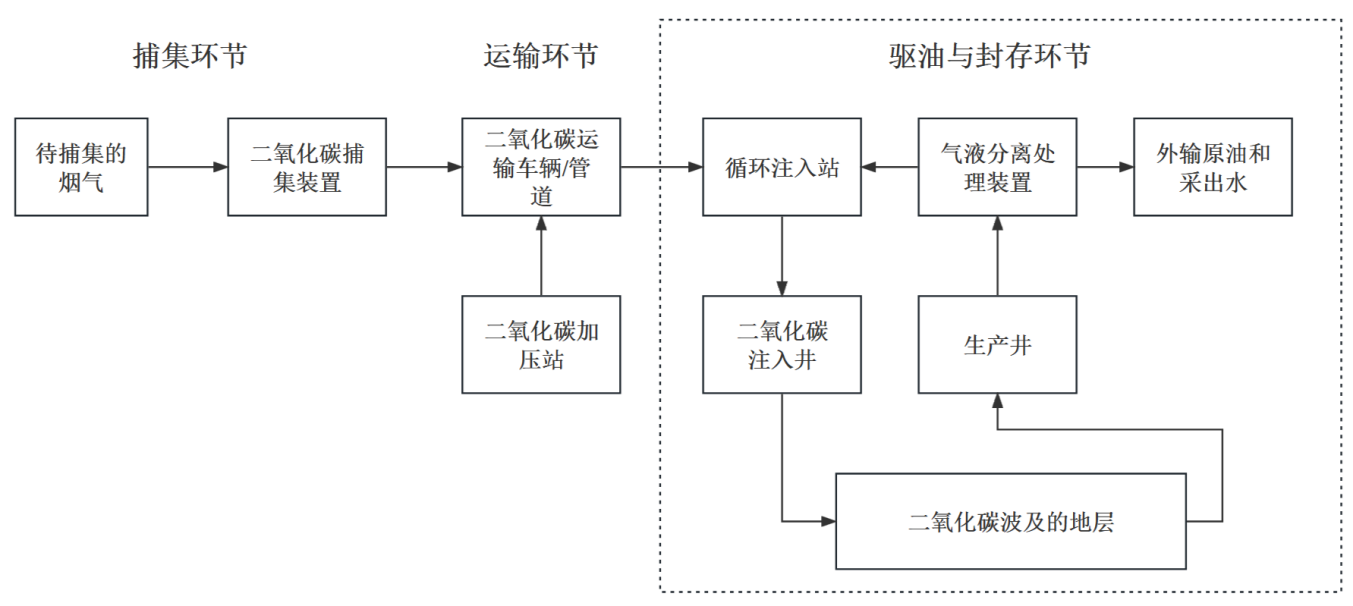 捕集环节
运输环节
驱油与封存环节
待捕集的
烟气
二氧化碳捕
集装置
二氧化碳运
输车辆/管
道
循环注入站
气液分离处
理装置
外输原油和
采出水
二氧化碳加
压站
二氧化碳
注入井
生产井
二氧化碳波及的地层